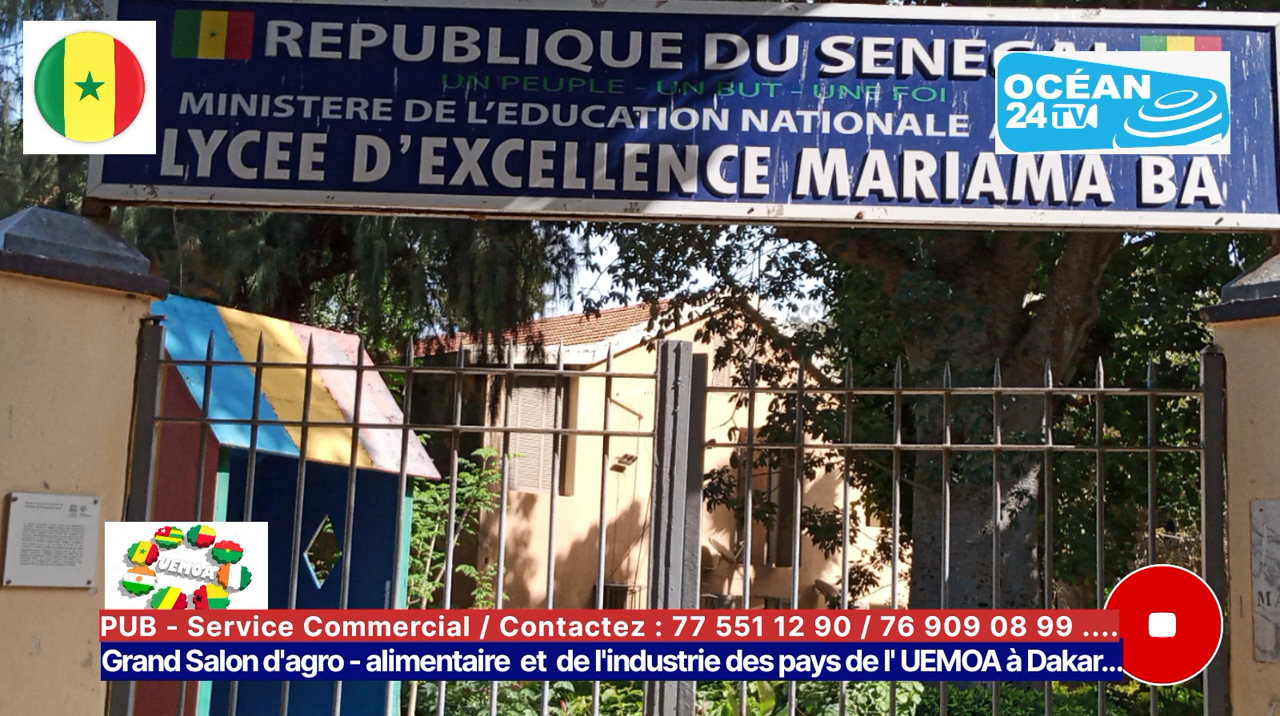 REPUBLIQUE DU SENEGAL
UN PEUPLE - UN BUT - UNE FOI
MINISTERE DE L'EDUCATION NATIONALE
LYCEE D'EXCELLENCE MARIAMA BA
OCÉAN
24 TV
UEMOA
PUB - Service Commercial / Contactez : 77 551 12 90 / 76 909 08 99 ....
Grand Salon d'agro - alimentaire et de l'industrie des pays de l' UEMOA à Dakar...